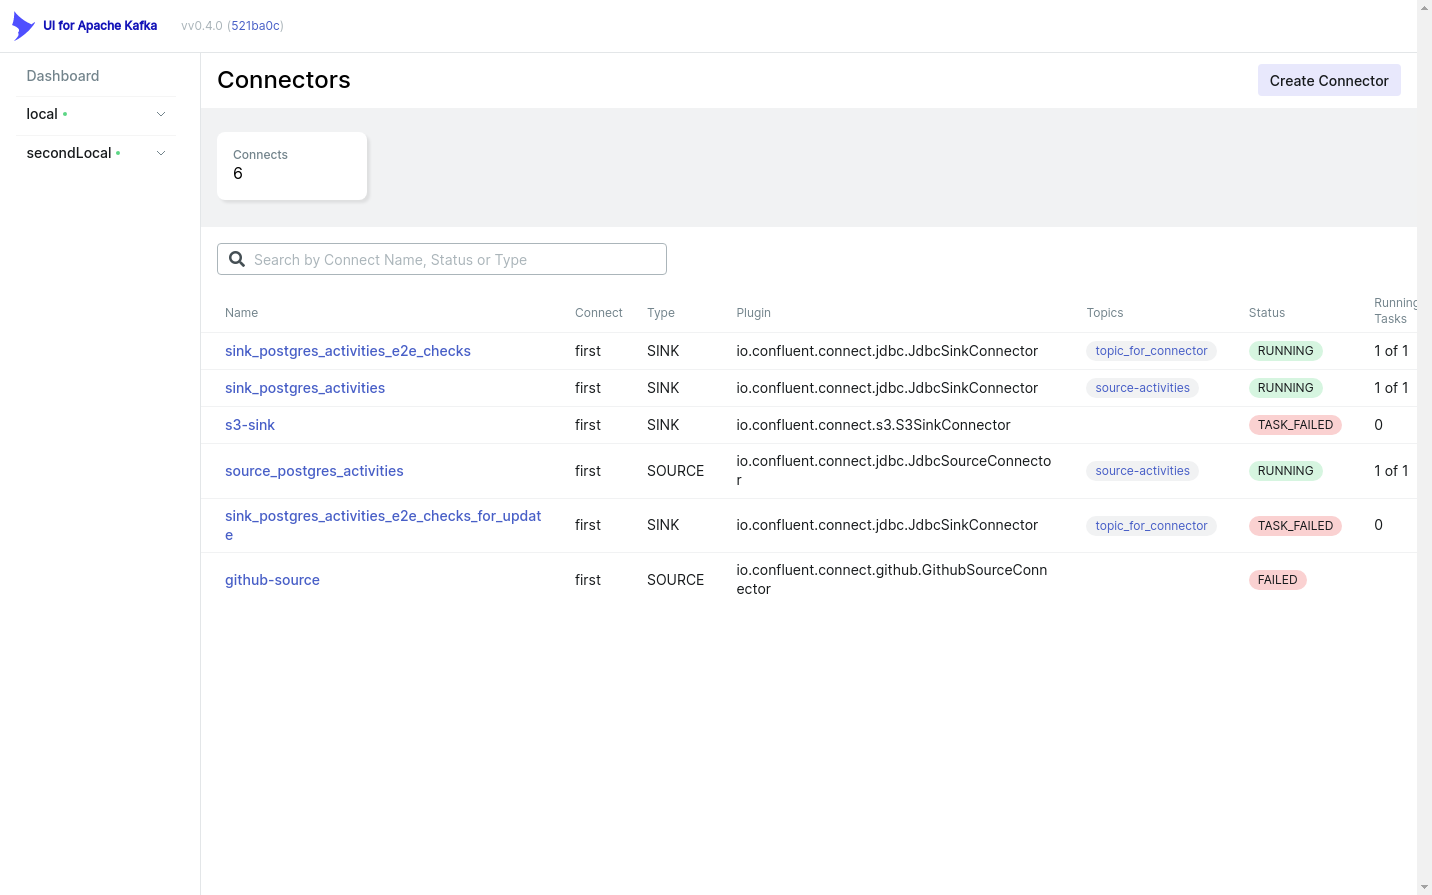 UI for Apache Kafka
vv0.4.0 (521ba0c)
Dashboard
local
secondLocal
Connectors
Create Connector
Connects
6
Search by Connect Name, Status or Type
Name Connect Type Plugin Topics Status Running Tasks
sink_postgres_activities_e2e_checks first SINK io.confluent.connect.jdbc.JdbcSinkConnector topic_for_connector RUNNING 1 of 1
sink_postgres_activities first SINK io.confluent.connect.jdbc.JdbcSinkConnector source-activities RUNNING 1 of 1
s3-sink first SINK io.confluent.connect.s3.S3SinkConnector TASK_FAILED 0
source_postgres_activities first SOURCE io.confluent.connect.jdbc.JdbcSourceConnecto
r source-activities RUNNING 1 of 1
sink_postgres_activities_e2e_checks_for_updat
e first SINK io.confluent.connect.jdbc.JdbcSinkConnector topic_for_connector TASK_FAILED 0
github-source first SOURCE io.confluent.connect.github.GithubSourceConn
ector FAILED